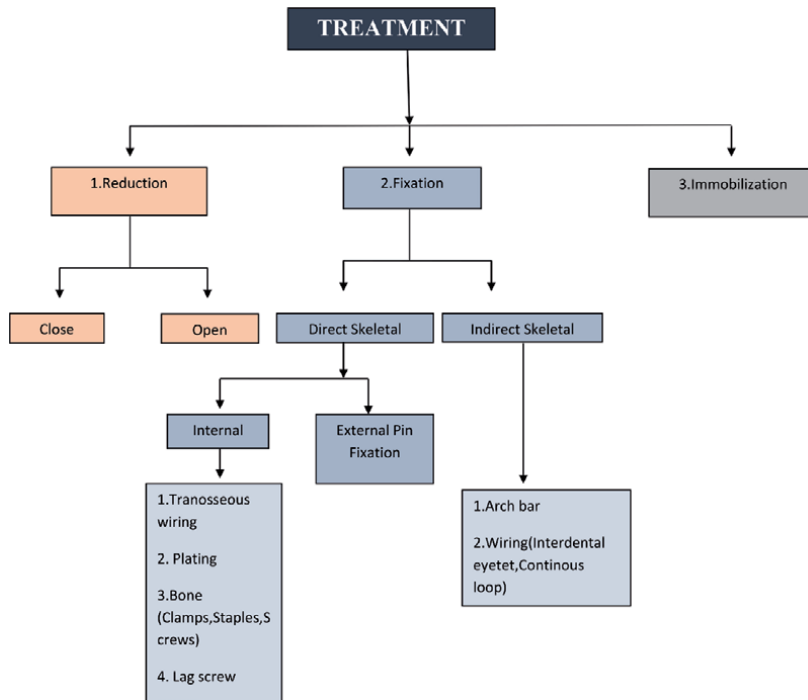 TREATMENT
1.Reduction
2.Fixation
3.Immobilization
Close
Open
Direct Skeletal
Indirect Skeletal
Internal
External Pin
Fixation
1.Tranosseous
wiring
2. Plating
3.Bone
(Clamps,Staples,S
crews)
4. Lag screw
1.Arch bar
2.Wiring(Interdental
eyetet,Continous
loop)